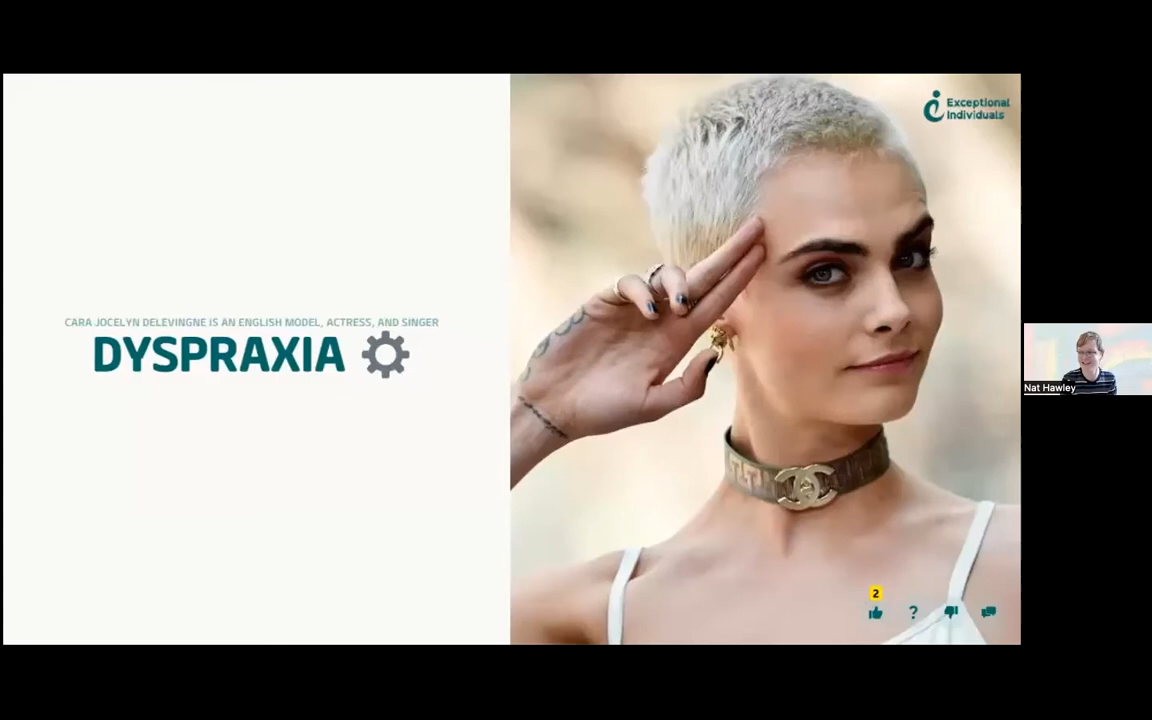 Exceptional
Individuals
CARA JOCELYN DELEVINGNE IS AN ENGLISH MODEL, ACTRESS, AND SINGER
DYSPRAXIA
Nat Hawley
2
?